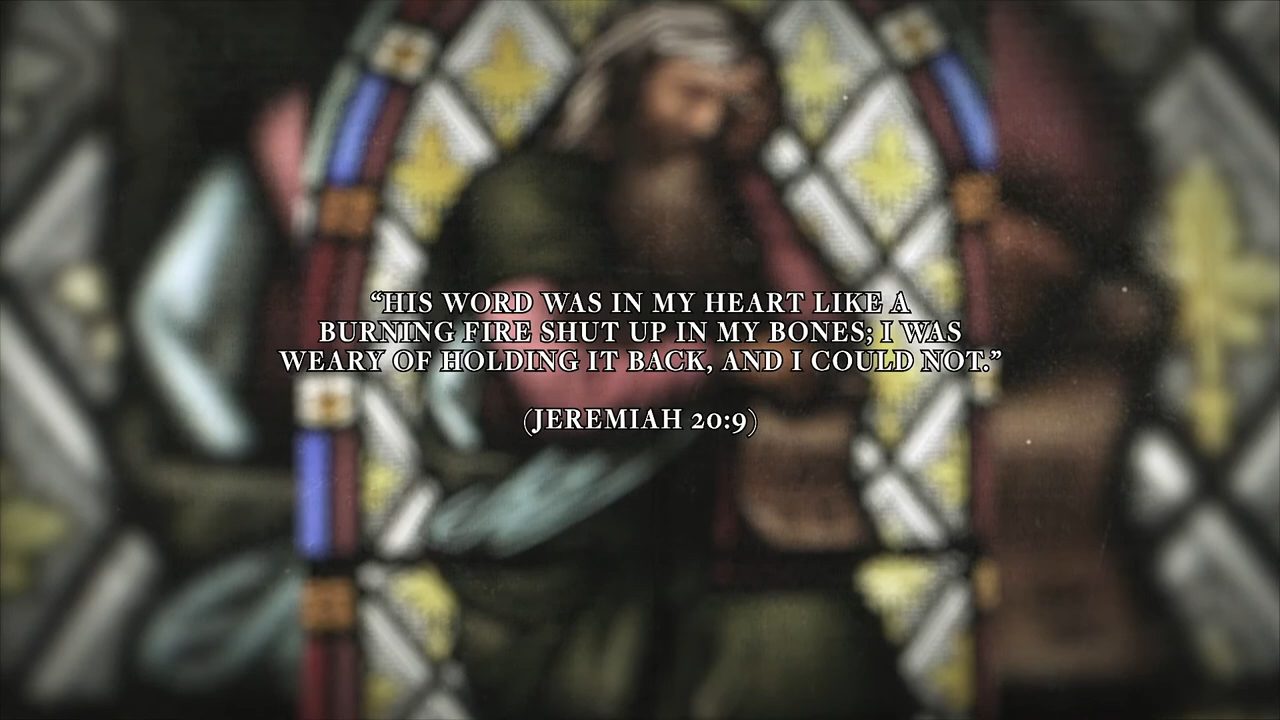 “HIS WORD WAS IN MY HEART LIKE A
BURNING FIRE SHUT UP IN MY BONES; I WAS
WEARY OF HOLDING IT BACK, AND I COULD NOT.”
(JEREMIAH 20:9)